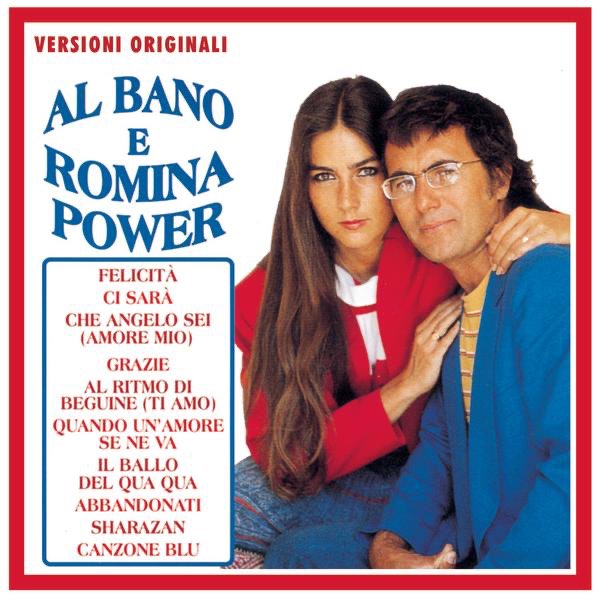 VERSIONI ORIGINALI
AL BANO
E
ROMINA
POWER
FELICITÀ
CI SARÀ
CHE ANGELO SEI
(AMORE MIO)
GRAZIE
AL RITMO DI
BEGUINE (TI AMO)
QUANDO UN'AMORE
SE NE VA
IL BALLO
DEL QUA QUA
ABBANDONATI
SHARAZAN
CANZONE BLU